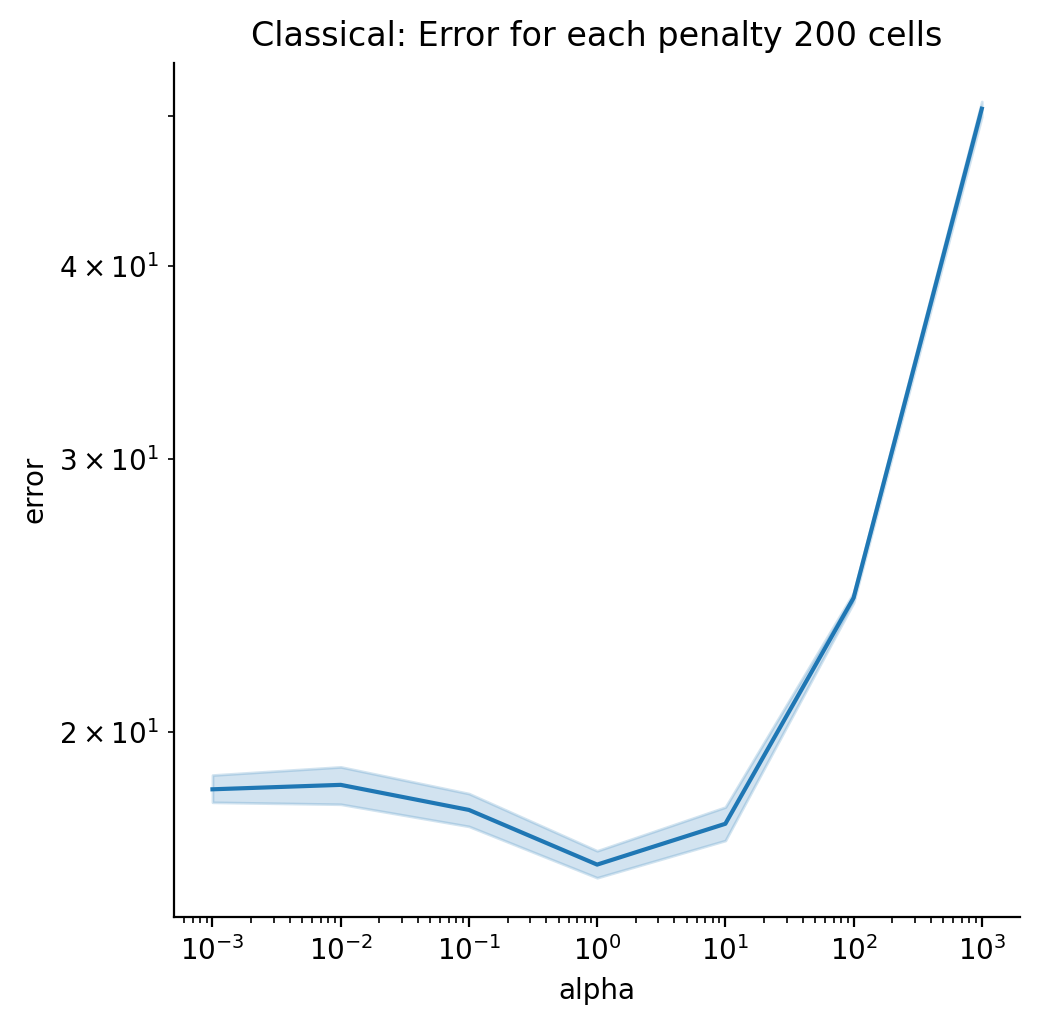 Classical: Error for each penalty 200 cells
4 × 10¹
3 × 10¹
2 × 10¹
error
10⁻³ 10⁻² 10⁻¹ 10⁰ 10¹ 10² 10³
alpha